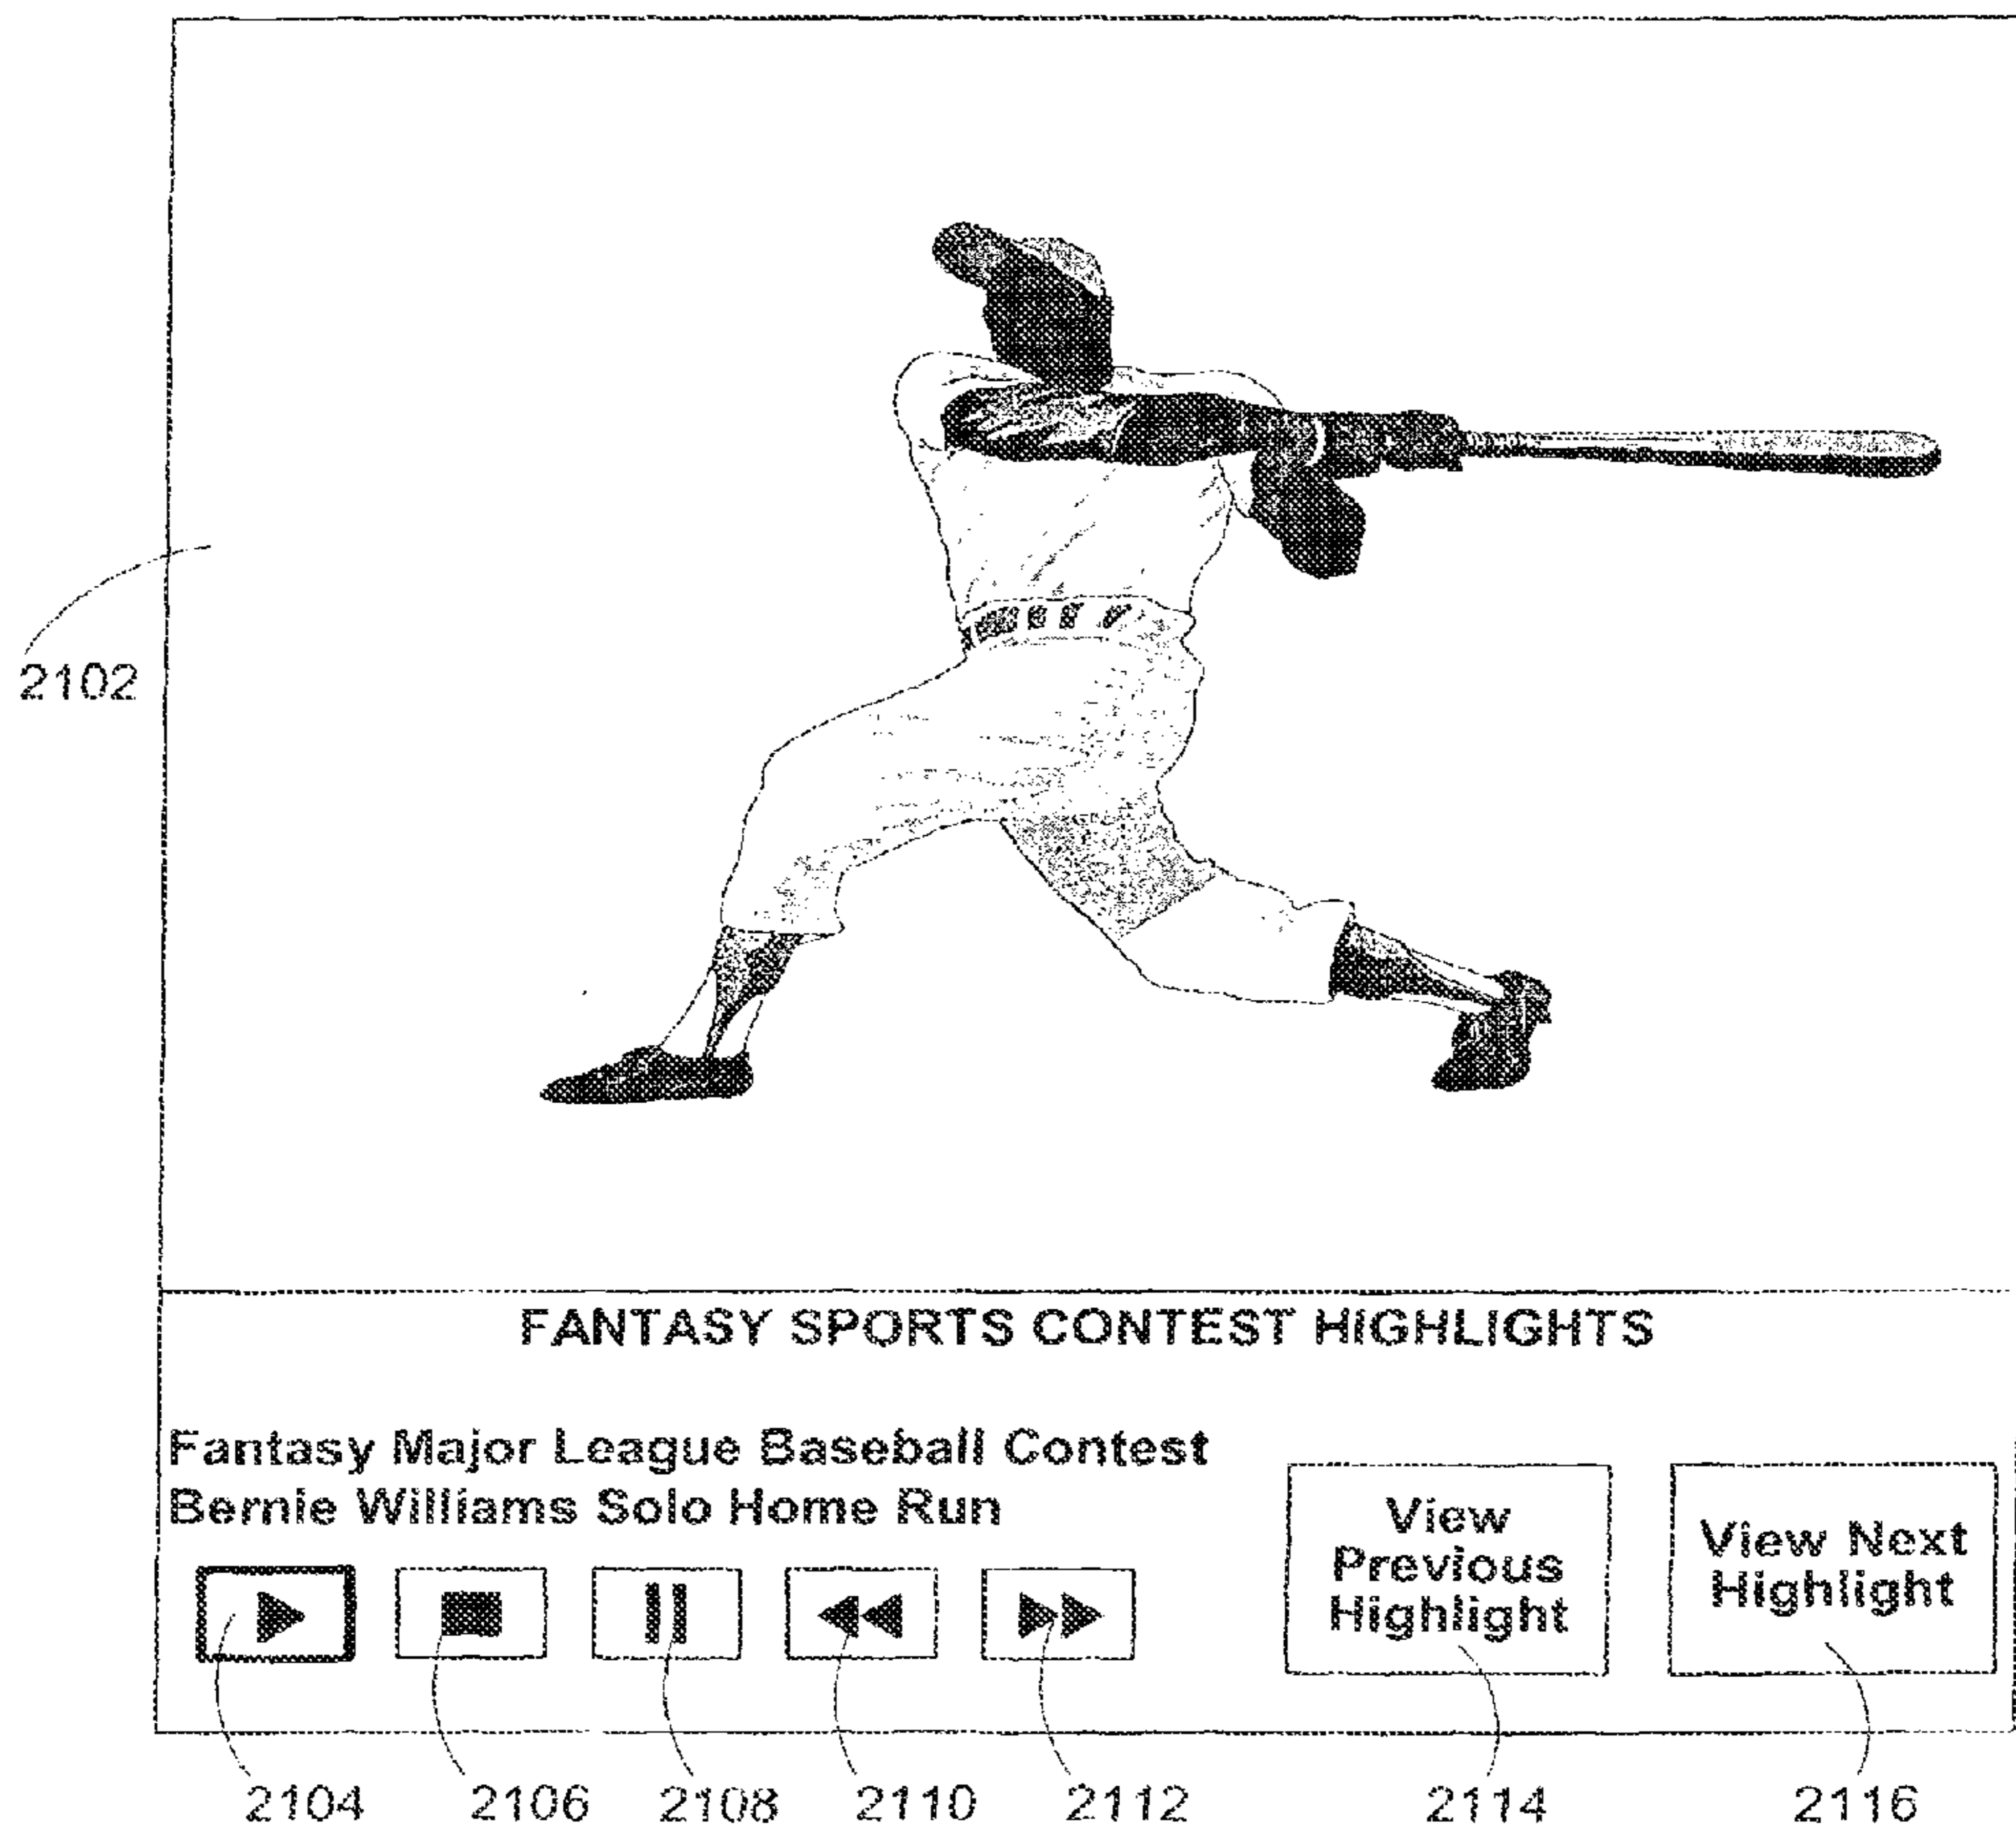 2102
FANTASY SPORTS CONTEST HIGHLIGHTS
Fantasy Major League Baseball Contest
Bernie Williams Solo Home Run
View
Previous
Highlight
View Next
Highlight
2104
2106
2108
2110
2112
2114
2116